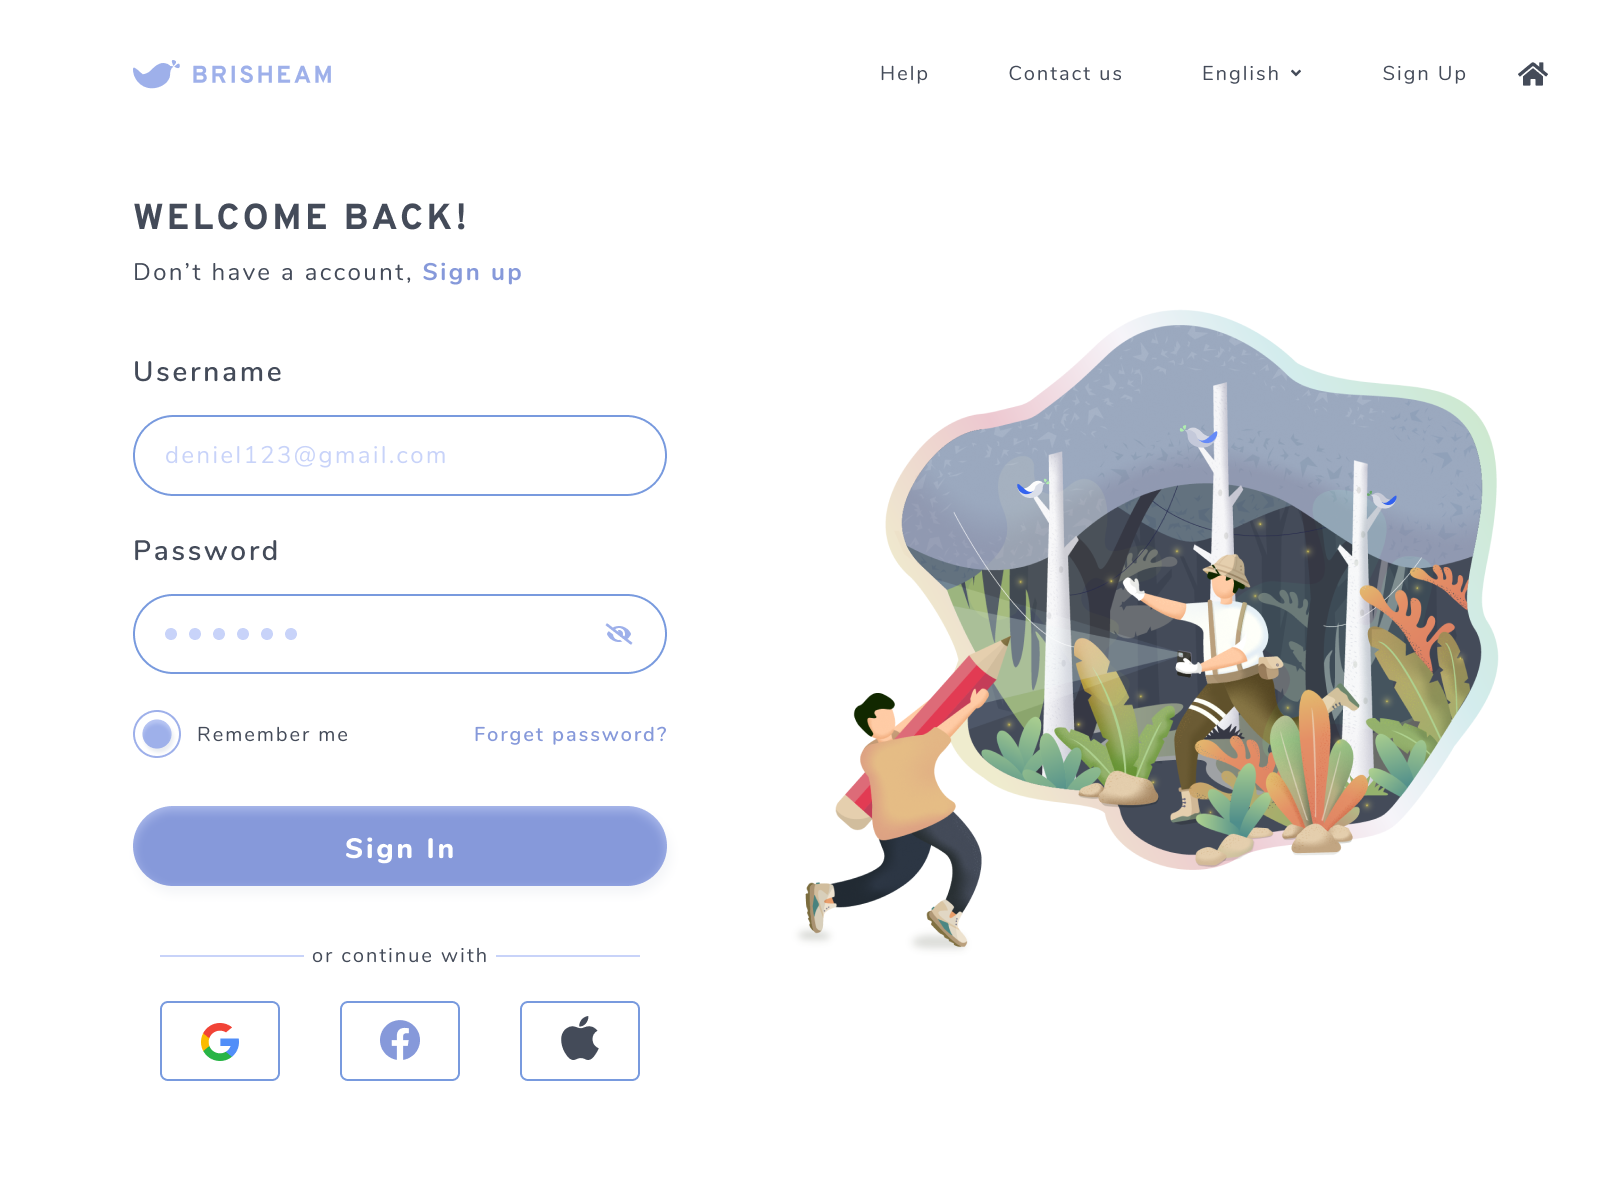 BRISHEAM
Help
Contact us
English
Sign Up
WELCOME BACK!
Don’t have a account, Sign up
Username
deniel123@gmail.com
Password
Remember me
Forget password?
Sign In
or continue with